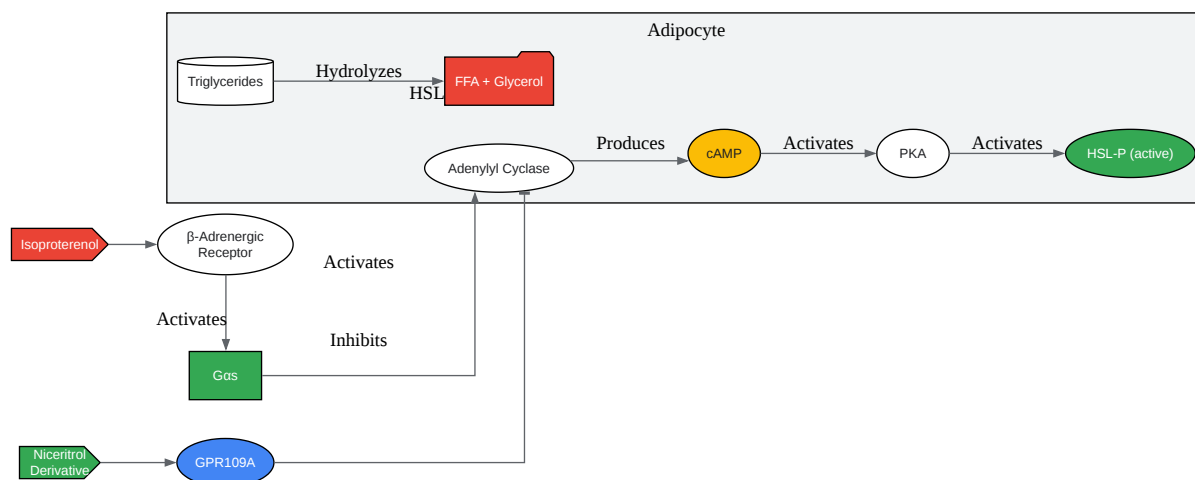 Adipocyte
Triglycerides
Hydrolyzes
HSL
FFA + Glycerol
Adenylyl Cyclase
Produces
cAMP
Activates
PKA
Activates
HSL-P (active)
Isoproterenol
β-Adrenergic
Receptor
Activates
Activates
Inhibits
Gαs
Niceritrol
Derivative
GPR109A